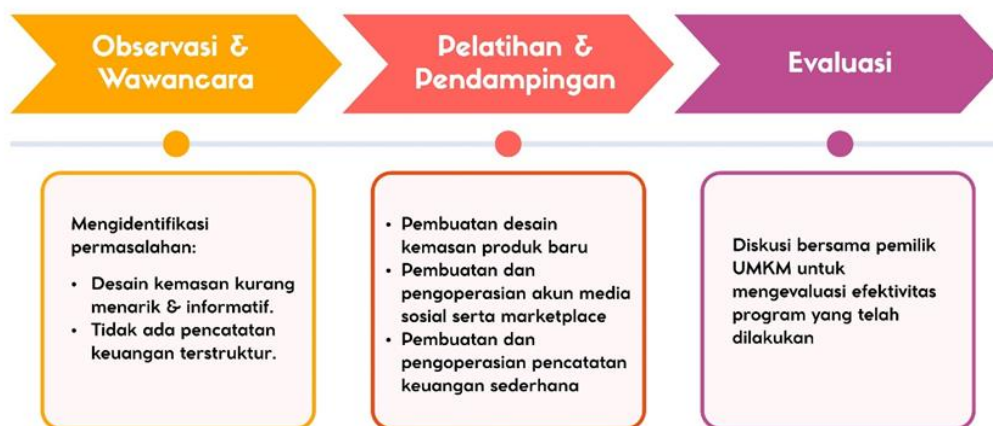 Observasi &
Wawancara
Pelatihan &
Pendampingan
Evaluasi
Mengidentifikasi
permasalahan:
• Desain kemasan kurang
menarik & informatif.
• Tidak ada pencatatan
keuangan terstruktur.
• Pembuatan desain
kemasan produk baru
• Pembuatan dan
pengoperasian akun media
sosial serta marketplace
• Pembuatan dan
pengoperasian pencatatan
keuangan sederhana
Diskusi bersama pemilik
UMKM untuk
mengevaluasi efektivitas
program yang telah
dilakukan